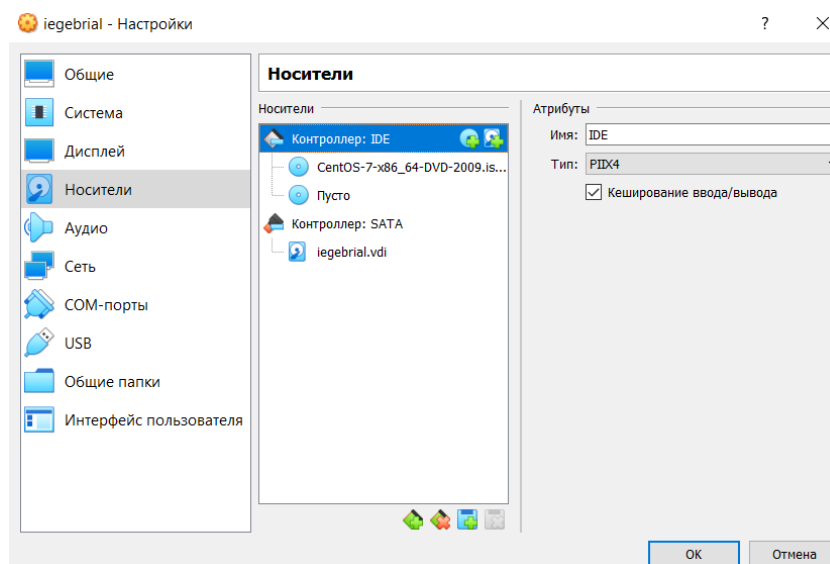 iegebrial - Настройки
Общие
Система
Дисплей
Носители
Аудио
Сеть
COM-порты
USB
Общие папки
Интерфейс пользователя
Носители
Носители
Контроллер: IDE
CentOS-7-x86_64-DVD-2009.is...
Пусто
Контроллер: SATA
iegebrial.vdi
Атрибуты
Имя: IDE
Тип: PIIX4
Кеширование ввода/вывода
OK
Отмена